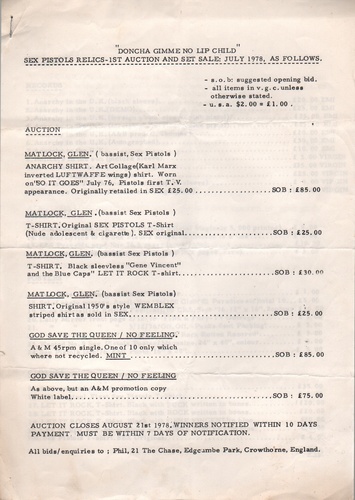 "DONCHA GIMME NO LIP CHILD"
SEX PISTOLS RELICS-1ST AUCTION AND SET SALE: JULY 1978, AS FOLLOWS.
- s.o.b: suggested opening bid.
- all items in v.g.c. unless
otherwise stated.
- u.s.a. $2.00 = £1.00.
AUCTION
MATLOCK, GLEN. ( bassist, Sex Pistols )
ANARCHY SHIRT. Art Collage(Karl Marx
inverted LUFTWAFFE wings) shirt. Worn
on'SO IT GOES' July 76, Pistols first T.V.
appearance. Originally retailed in SEX £25.00 ........................ SOB : £85.00
MATLOCK, GLEN. (bassist, Sex Pistols)
T-SHIRT, Original SEX PISTOLS T-Shirt
(Nude adolescent & cigarette). SEX original........................ SOB : £25.00
MATLOCK, GLEN. (bassist, Sex Pistols)
T-SHIRT, Black sleevless "Gene Vincent"
and the Blue Caps" LET IT ROCK T-shirt........................ SOB : £30.00
MATLOCK, GLEN. (bassist Sex Pistols)
SHIRT, Original 1950's style WEMBLEX
striped shirt as sold in SEX........................ SOB : £25.00
GOD SAVE THE QUEEN / NO FEELING.
A & M 45rpm single. One of 10 only which
where not recycled. MINT ........................ SOB : £85.00
GOD SAVE THE QUEEN / NO FEELING
As above, but an A&M promotion copy
White label........................ SOB : £75.00
AUCTION CLOSES AUGUST 21st 1978, WINNERS NOTIFIED WITHIN 10 DAYS
PAYMENT. MUST BE WITHIN 7 DAYS OF NOTIFICATION.
All bids/enquiries to ; Phil, 21 The Chase, Edgcumbe Park, Crowthorne, England.